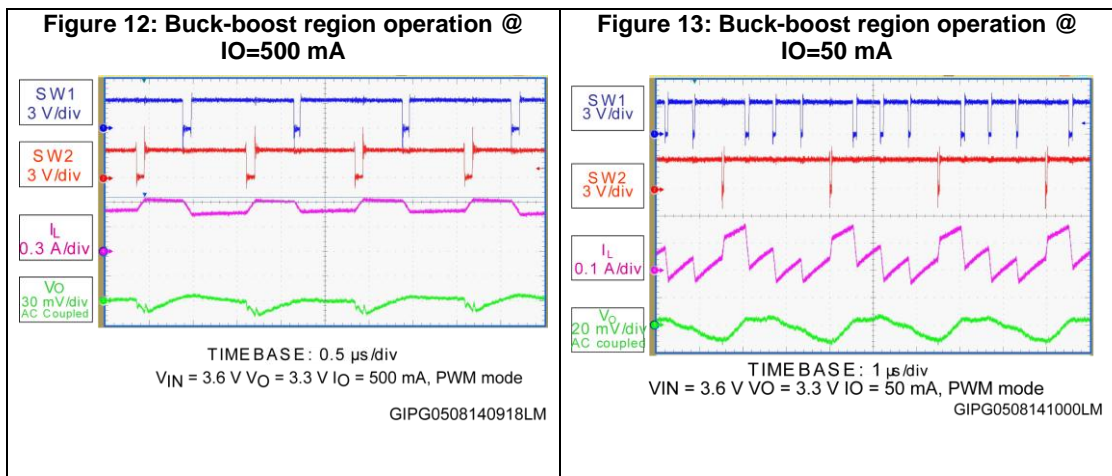 Figure 12: Buck-boost region operation @
IO=500 mA
SW1
3 V/div
SW2
3 V/div
IL
0.3 A/div
VO
30 mV/div
AC Coupled
TIMEBASE: 0.5 µs/div
VIN = 3.6 V VO = 3.3 V IO = 500 mA, PWM mode
GIPG0508140918LM
Figure 13: Buck-boost region operation @
IO=50 mA
SW1
3 V/div
SW2
3 V/div
IL
0.1 A/div
VO
20 mV/div
AC coupled
TIMEBASE: 1 µs/div
VIN = 3.6 V VO = 3.3 V IO = 50 mA, PWM mode
GIPG0508141000LM